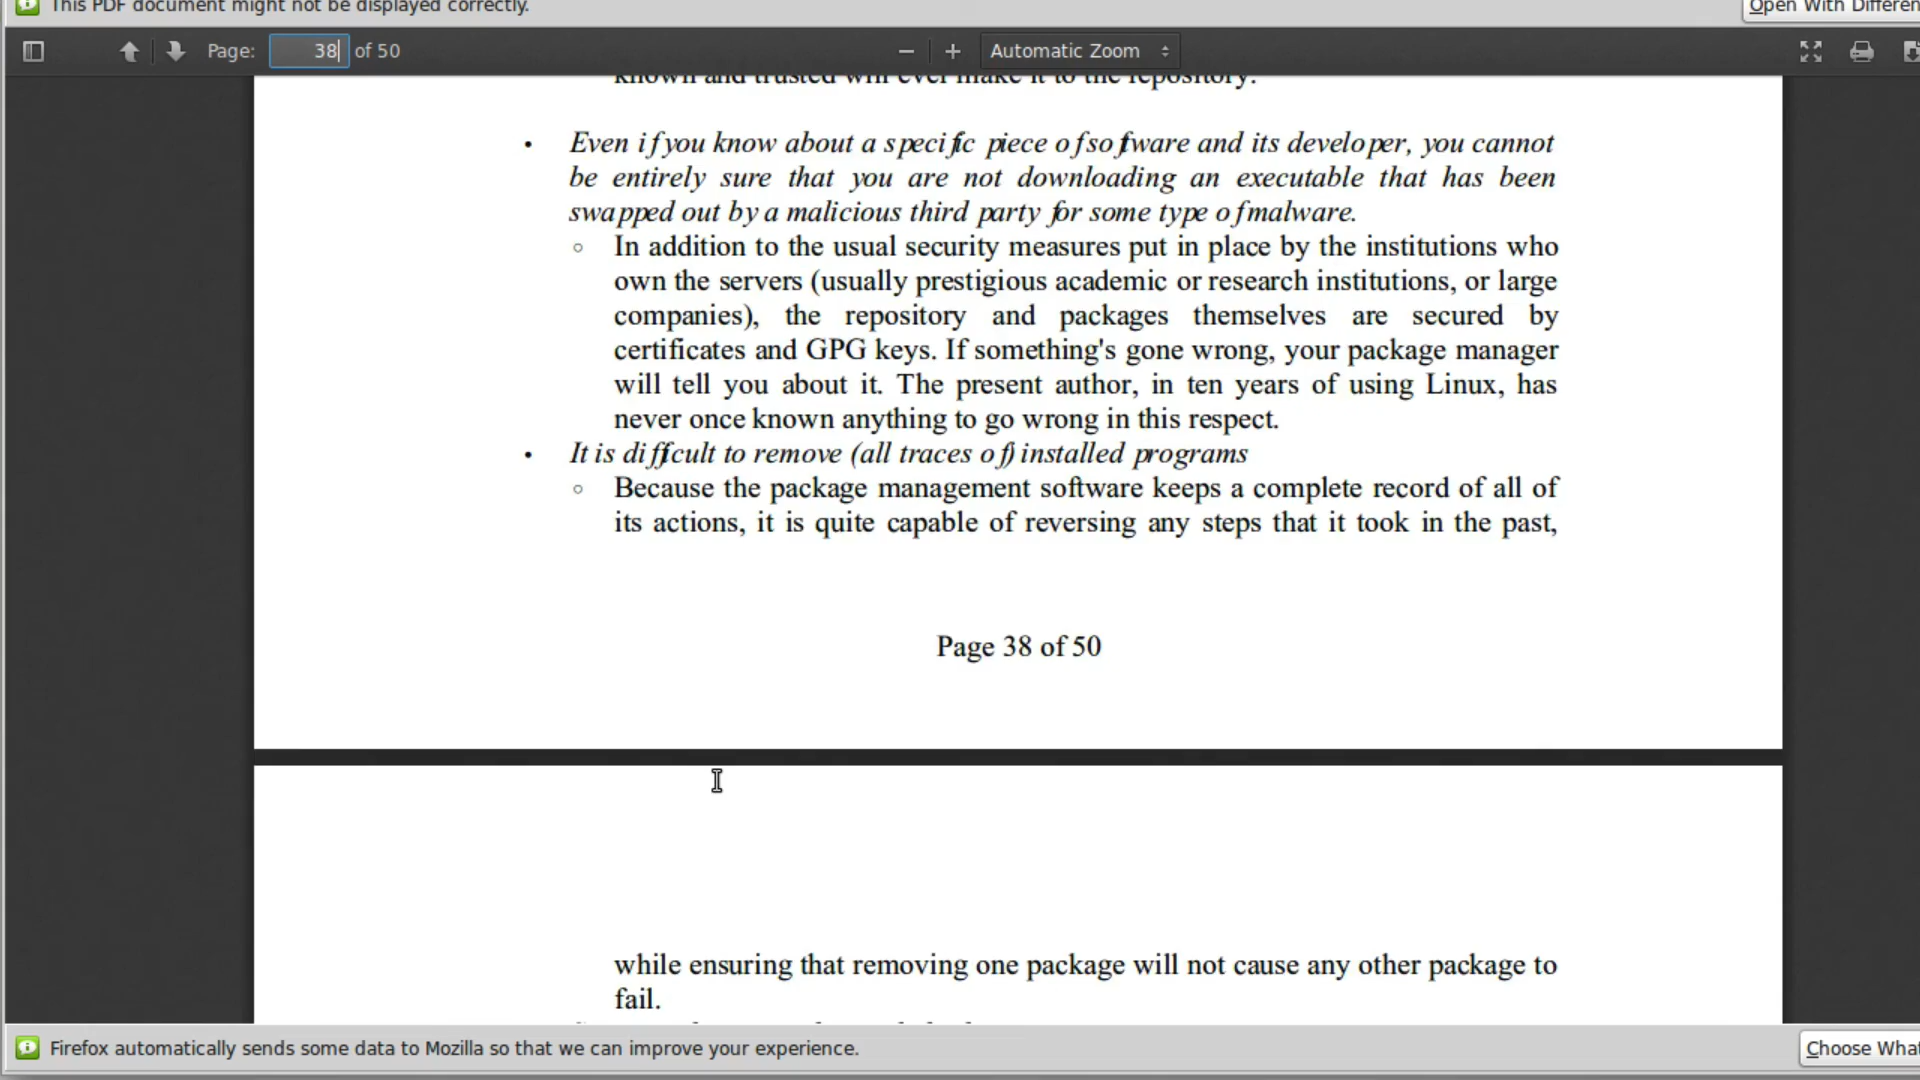 This PDF document might not be displayed correctly.
Open With Differen
Page: 38 of 50
Automatic Zoom
known and trusted will ever make it to the repository.
• Even if you know about a specific piece of software and its developer, you cannot
be entirely sure that you are not downloading an executable that has been
swapped out by a malicious third party for some type of malware.
◦ In addition to the usual security measures put in place by the institutions who
own the servers (usually prestigious academic or research institutions, or large
companies), the repository and packages themselves are secured by
certificates and GPG keys. If something's gone wrong, your package manager
will tell you about it. The present author, in ten years of using Linux, has
never once known anything to go wrong in this respect.
• It is difficult to remove (all traces of) installed programs
◦ Because the package management software keeps a complete record of all of
its actions, it is quite capable of reversing any steps that it took in the past,
Page 38 of 50
while ensuring that removing one package will not cause any other package to
fail.
Firefox automatically sends some data to Mozilla so that we can improve your experience.
Choose What